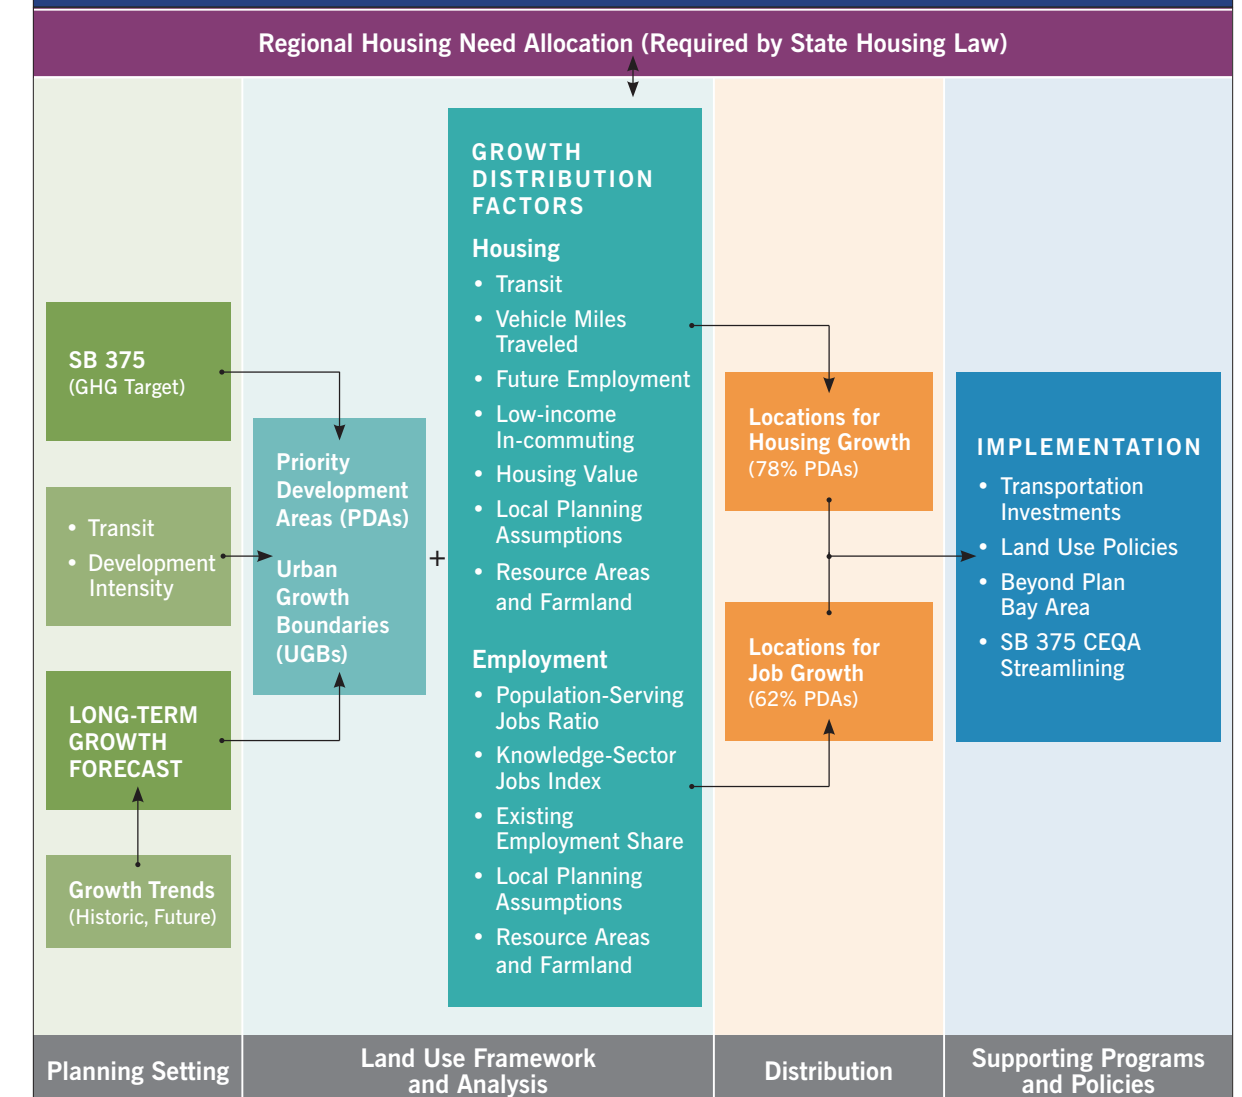 Regional Housing Need Allocation (Required by State Housing Law)
SB 375
(GHG Target)
• Transit
• Development
Intensity
LONG-TERM
GROWTH
FORECAST
Growth Trends
(Historic, Future)
Priority
Development
Areas (PDAs)
Urban
Growth
Boundaries
(UGBs)
+
GROWTH
DISTRIBUTION
FACTORS
Housing
• Transit
• Vehicle Miles
Traveled
• Future Employment
• Low-income
In-commuting
• Housing Value
• Local Planning
Assumptions
• Resource Areas
and Farmland
Employment
• Population-Serving
Jobs Ratio
• Knowledge-Sector
Jobs Index
• Existing
Employment Share
• Local Planning
Assumptions
• Resource Areas
and Farmland
Locations for
Housing Growth
(78% PDAs)
Locations for
Job Growth
(62% PDAs)
IMPLEMENTATION
• Transportation
Investments
• Land Use Policies
• Beyond Plan
Bay Area
• SB 375 CEQA
Streamlining
Planning Setting
Land Use Framework
and Analysis
Distribution
Supporting Programs
and Policies